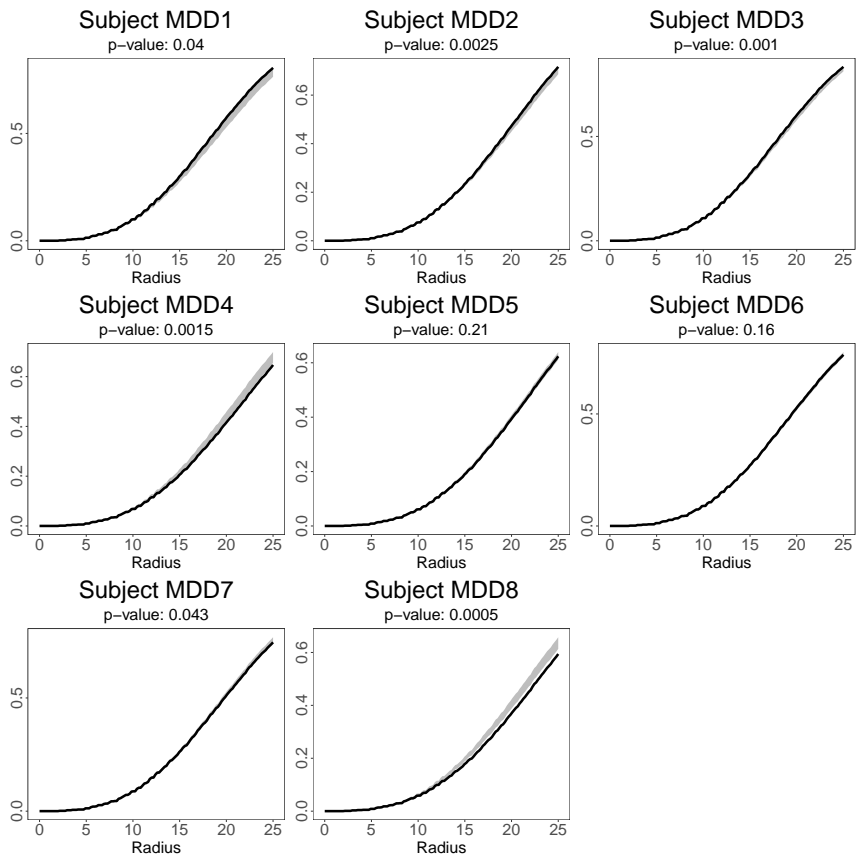 Subject MDD1
p−value: 0.04
0.0
0.5
0 5 10 15 20 25
Radius
Subject MDD2
p−value: 0.0025
0.0
0.2
0.4
0.6
0 5 10 15 20 25
Radius
Subject MDD3
p−value: 0.001
0.0
0.5
0 5 10 15 20 25
Radius
Subject MDD4
p−value: 0.0015
0.0
0.2
0.4
0.6
0 5 10 15 20 25
Radius
Subject MDD5
p−value: 0.21
0.0
0.2
0.4
0.6
0 5 10 15 20 25
Radius
Subject MDD6
p−value: 0.16
0.0
0.5
0 5 10 15 20 25
Radius
Subject MDD7
p−value: 0.043
0.0
0.5
0 5 10 15 20 25
Radius
Subject MDD8
p−value: 0.0005
0.0
0.2
0.4
0.6
0 5 10 15 20 25
Radius